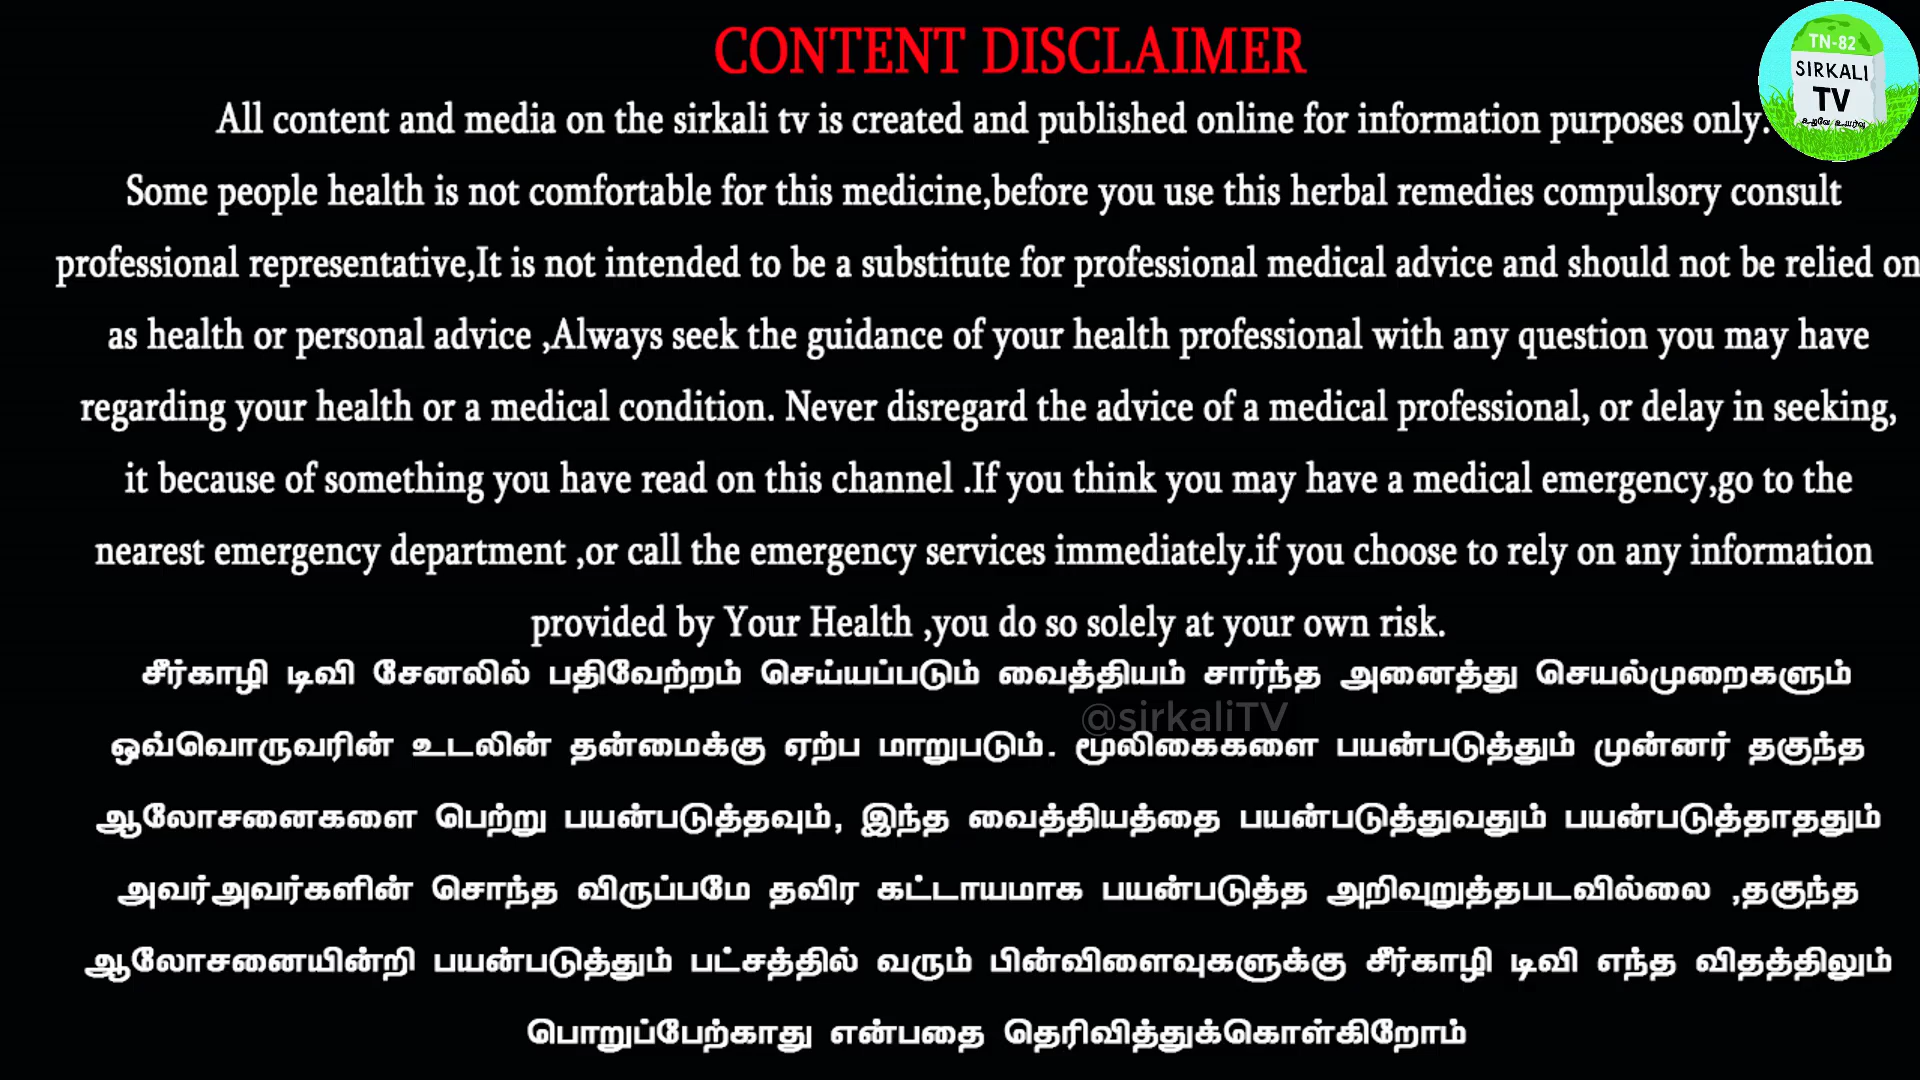 CONTENT DISCLAIMER
TN-82
SIRKALI
TV
All content and media on the sirkali tv is created and published online for information purposes only.
Some people health is not comfortable for this medicine,before you use this herbal remedies compulsory consult
professional representative,It is not intended to be a substitute for professional medical advice and should not be relied on
as health or personal advice ,Always seek the guidance of your health professional with any question you may have
regarding your health or a medical condition. Never disregard the advice of a medical professional, or delay in seeking,
it because of something you have read on this channel .If you think you may have a medical emergency,go to the
nearest emergency department ,or call the emergency services immediately.if you choose to rely on any information
provided by Your Health ,you do so solely at your own risk.
சீர்காழி டிவி சேனலில் பதிவேற்றம் செய்யப்படும் வைத்தியம் சார்ந்த அனைத்து செயல்முறைகளும்
@sirkaliTV
ஒவ்வொருவரின் உடலின் தன்மைக்கு ஏற்ப மாறுபடும். மூலிகைகளை பயன்படுத்தும் முன்னர் தகுந்த
ஆலோசனைகளை பெற்று பயன்படுத்தவும், இந்த வைத்தியத்தை பயன்படுத்துவதும் பயன்படுத்தாததும்
அவர்அவர்களின் சொந்த விருப்பமே தவிர கட்டாயமாக பயன்படுத்த அறிவுறுத்தபடவில்லை ,தகுந்த
ஆலோசனையின்றி பயன்படுத்தும் பட்சத்தில் வரும் பின்விளைவுகளுக்கு சீர்காழி டிவி எந்த விதத்திலும்
பொறுப்பேற்காது என்பதை தெரிவித்துக்கொள்கிறோம்